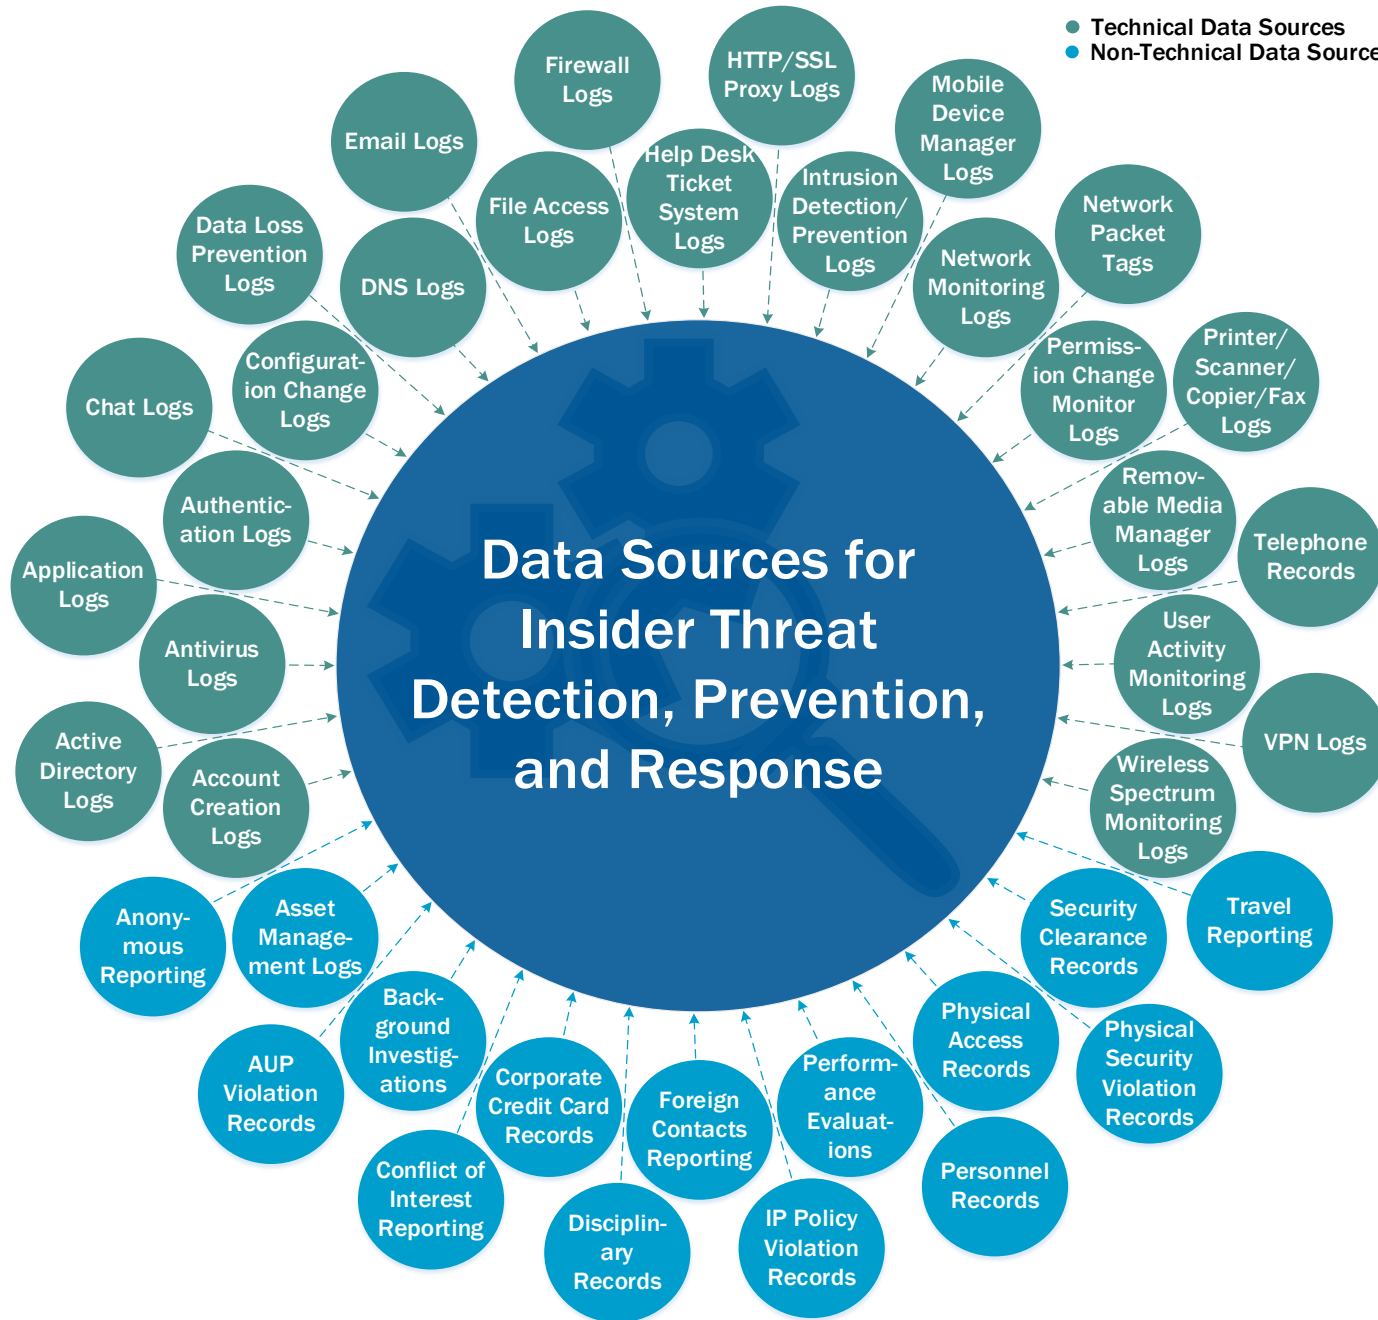 Technical Data Sources
Non-Technical Data Source
Firewall
Logs
HTTP/SSL
Proxy Logs
Mobile
Device
Manager
Logs
Email Logs
File Access
Logs
Help Desk
Ticket
System
Logs
Intrusion
Detection/
Prevention
Logs
Network
Packet
Tags
Data Loss
Prevention
Logs
DNS Logs
Network
Monitoring
Logs
Chat Logs
Configurat-
ion Change
Logs
Permiss-
ion Change
Monitor
Logs
Printer/
Scanner/
Copier/Fax
Logs
Authentic-
ation Logs
Remov-
able Media
Manager
Logs
Application
Logs
Telephone
Records
Antivirus
Logs
User
Activity
Monitoring
Logs
Active
Directory
Logs
VPN Logs
Account
Creation
Logs
Wireless
Spectrum
Monitoring
Logs
Data Sources for
Insider Threat
Detection, Prevention,
and Response
Anony-
mous
Reporting
Asset
Manage-
ment Logs
Security
Clearance
Records
Travel
Reporting
AUP
Violation
Records
Back-
ground
Investig-
ations
Physical
Access
Records
Physical
Security
Violation
Records
Conflict of
Interest
Reporting
Corporate
Credit Card
Records
Foreign
Contacts
Reporting
Perform-
ance
Evaluat-
ions
Personnel
Records
Disciplin-
ary
Records
IP Policy
Violation
Records